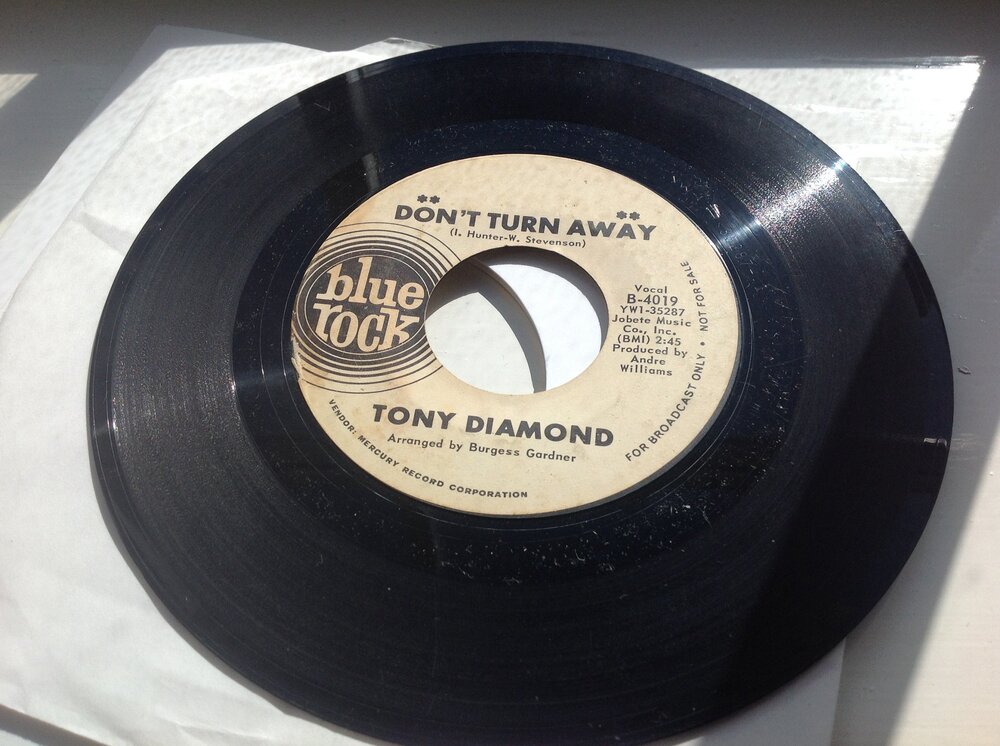 ** **
DON'T TURN AWAY
(I. Hunter-W. Stevenson)
blue
rock
Vocal
B-4019
YW1-35287
Jobete Music
Co., Inc.
(BMI) 2:45
Produced by
Andre
Williams
FOR BROADCAST ONLY • NOT FOR SALE
TONY DIAMOND
Arranged by Burgess Gardner
VENDOR: MERCURY RECORD CORPORATION